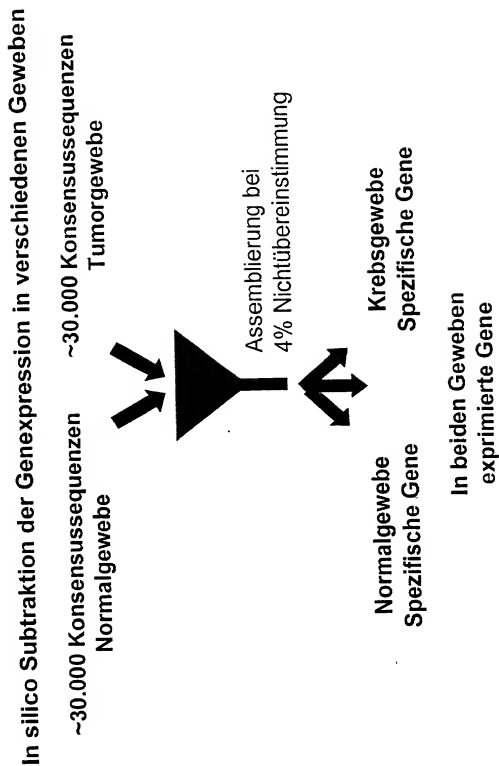 In silico Subtraktion der Genexpression in verschiedenen Geweben
~30.000 Konsensussequenzen
Normalgewebe
~30.000 Konsensussequenzen
Tumorgewebe
Assemblierung bei
4% Nichtübereinstimmung
Normalgewebe
Spezifische Gene
Krebsgewebe
Spezifische Gene
In beiden Geweben
exprimierte Gene